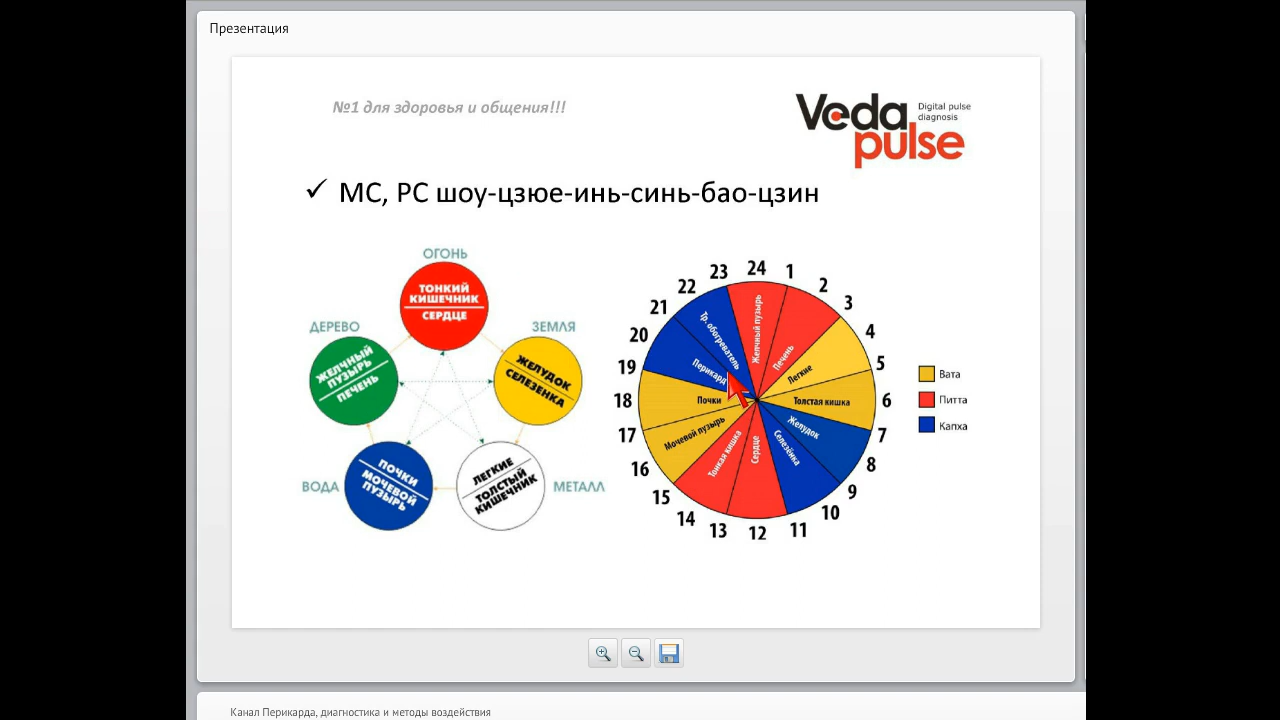 Презентация
№1 для здоровья и общения!!!
Veda
pulse
Digital pulse
diagnosis
✓ МС, РС шоу-цзюе-инь-синь-бао-цзин
ОГОНЬ
ТОНКИЙ
КИШЕЧНИК
СЕРДЦЕ
ДЕРЕВО
ЖЕЛЧНЫЙ
ПУЗЫРЬ
ПЕЧЕНЬ
ЗЕМЛЯ
ЖЕЛУДОК
СЕЛЕЗЕНКА
ВОДА
ПОЧКИ
МОЧЕВОЙ
ПУЗЫРЬ
ЛЕГКИЕ
ТОЛСТЫЙ
КИШЕЧНИК
МЕТАЛЛ
24
1
2
3
4
5
6
7
8
9
10
11
12
13
14
15
16
17
18
19
20
21
22
23
Желчный пузырь
Печень
Легкие
Толстая кишка
Желудок
Селезёнка
Сердце
Тонкая кишка
Мочевой пузырь
Почки
Перикард
Тр. обогреватель
Вата
Питта
Капха
Канал Перикарда, диагностика и методы воздействия